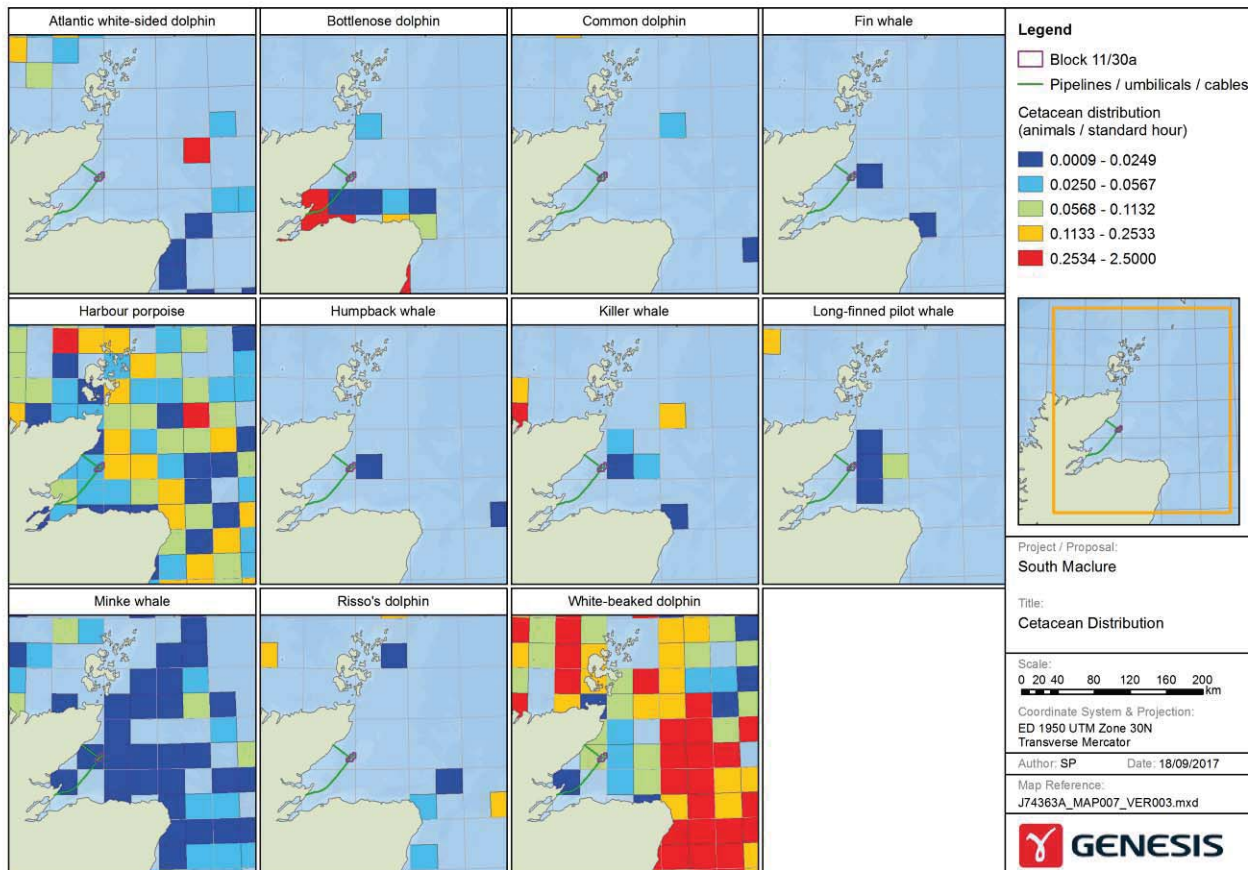 Atlantic white-sided dolphin
Bottlenose dolphin
Common dolphin
Fin whale
Harbour porpoise
Humpback whale
Killer whale
Long-finned pilot whale
Minke whale
Risso's dolphin
White-beaked dolphin
Legend
Block 11/30a
Pipelines / umbilicals / cables
Cetacean distribution
(animals / standard hour)
0.0009 - 0.0249
0.0250 - 0.0567
0.0568 - 0.1132
0.1133 - 0.2533
0.2534 - 2.5000
Project / Proposal:
South Maclure
Title:
Cetacean Distribution
Scale:
0 20 40 80 120 160 200
km
Coordinate System & Projection:
ED 1950 UTM Zone 30N
Transverse Mercator
Author: SP Date: 18/09/2017
Map Reference:
J74363A_MAP007_VER003.mxd
GENESIS